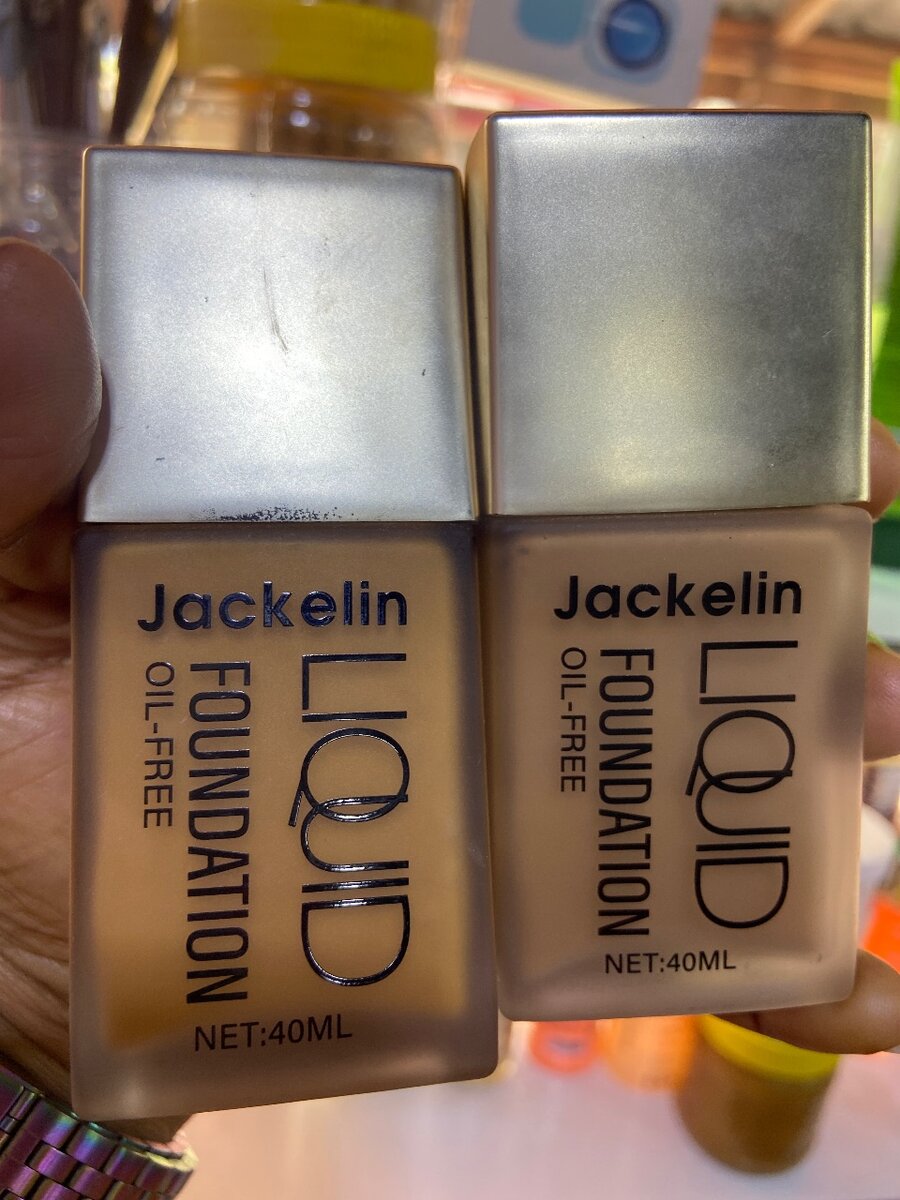 Jackelin
LIQUID
FOUNDATION
OIL-FREE
NET:40ML
Jackelin
LIQUID
FOUNDATION
OIL-FREE
NET:40ML